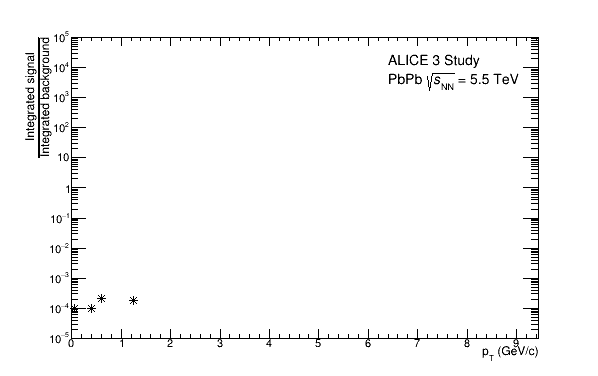 Integrated signal
Integrated background
10^5
10^4
10^3
10^2
10
1
10^-1
10^-2
10^-3
10^-4
10^-5
ALICE 3 Study
PbPb √s_NN = 5.5 TeV
0 1 2 3 4 5 6 7 8 9
p_T (GeV/c)